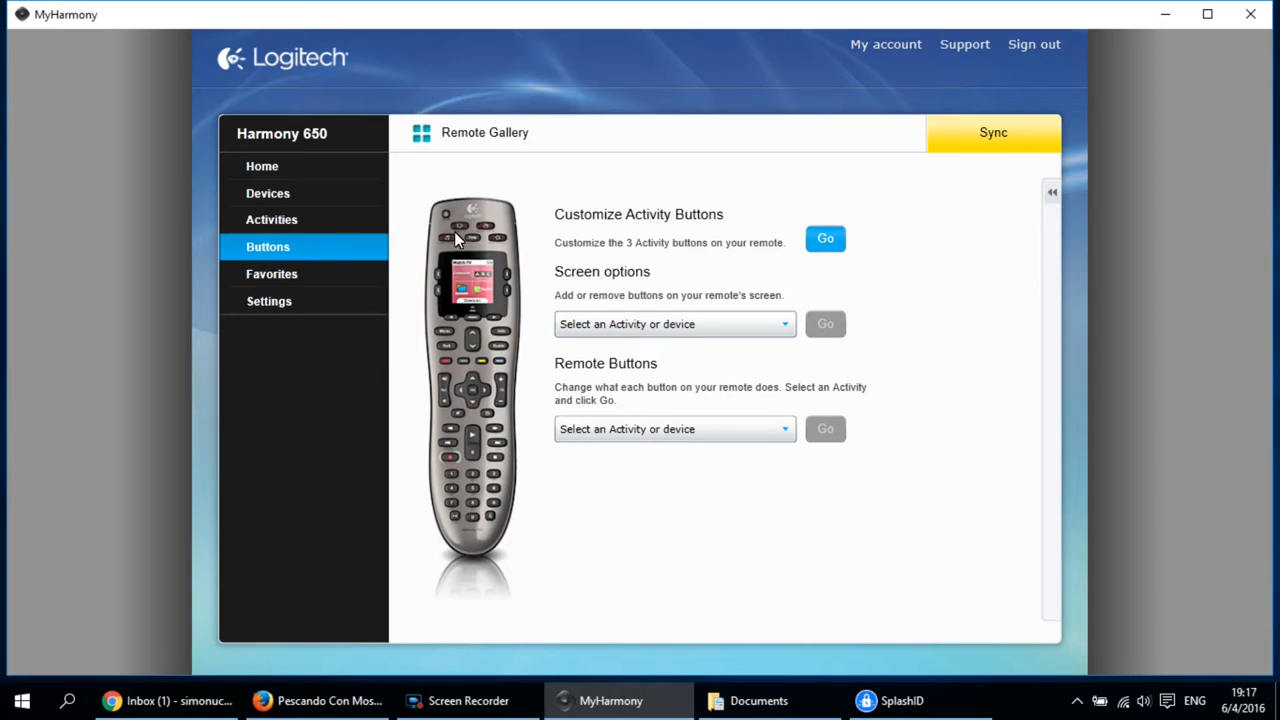 MyHarmony
Logitech
My account Support Sign out
Harmony 650
Remote Gallery
Sync
Home
Devices
Activities
Buttons
Favorites
Settings
Customize Activity Buttons
Customize the 3 Activity buttons on your remote.
Go
Screen options
Add or remove buttons on your remote's screen.
Select an Activity or device
Go
Remote Buttons
Change what each button on your remote does. Select an Activity
and click Go.
Select an Activity or device
Go
Inbox (1) - simonuc...
Pescando Con Mos...
Screen Recorder
MyHarmony
Documents
SplashID
ENG
19:17
6/4/2016